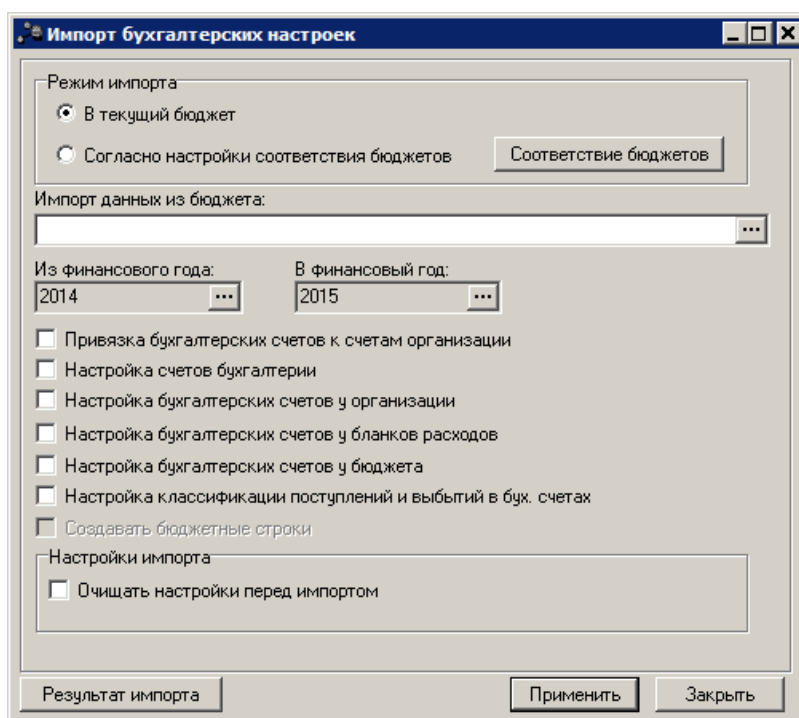 Импорт бухгалтерских настроек
Режим импорта
В текущий бюджет
Согласно настройки соответствия бюджетов Соответствие бюджетов
Импорт данных из бюджета:
...
Из финансового года: В финансовый год:
2014 ... 2015 ...
Привязка бухгалтерских счетов к счетам организации
Настройка счетов бухгалтерии
Настройка бухгалтерских счетов у организации
Настройка бухгалтерских счетов у бланков расходов
Настройка бухгалтерских счетов у бюджета
Настройка классификации поступлений и выбытий в бух. счетах
Создавать бюджетные строки
Настройки импорта
Очищать настройки перед импортом
Результат импорта Применить Закрыть